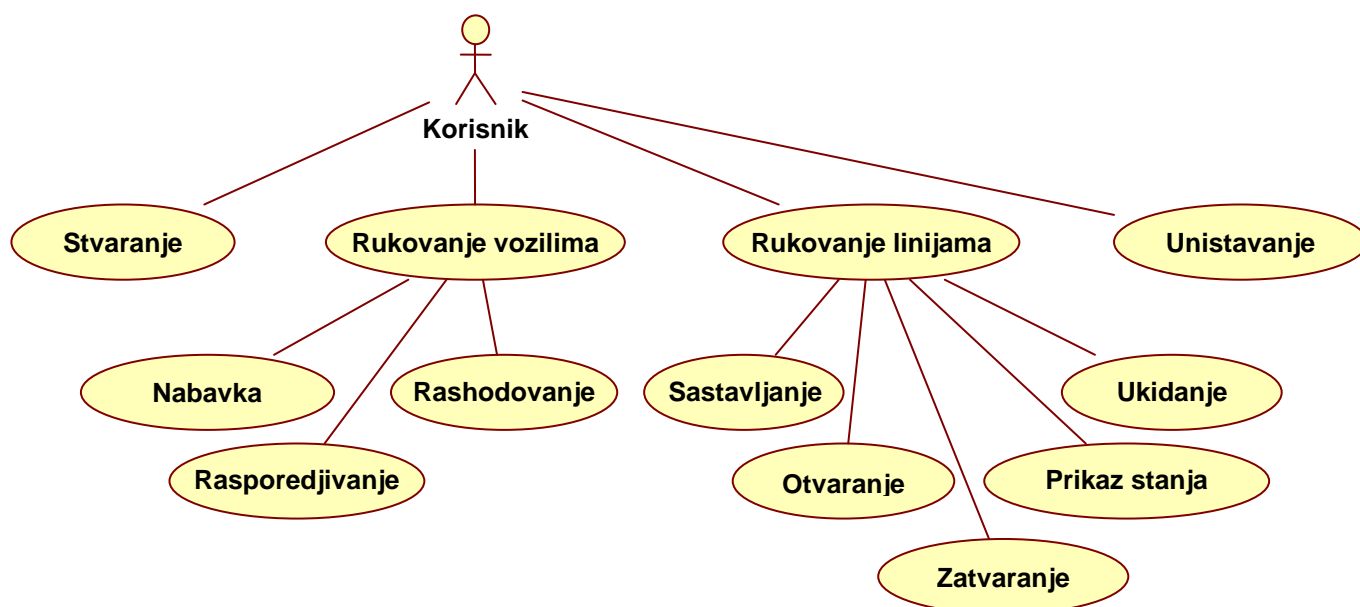 Korisnik
Stvaranje
Rukovanje vozilima
Rukovanje linijama
Unistavanje
Nabavka
Rashodovanje
Sastavljanje
Ukidanje
Rasporedjivanje
Otvaranje
Prikaz stanja
Zatvaranje